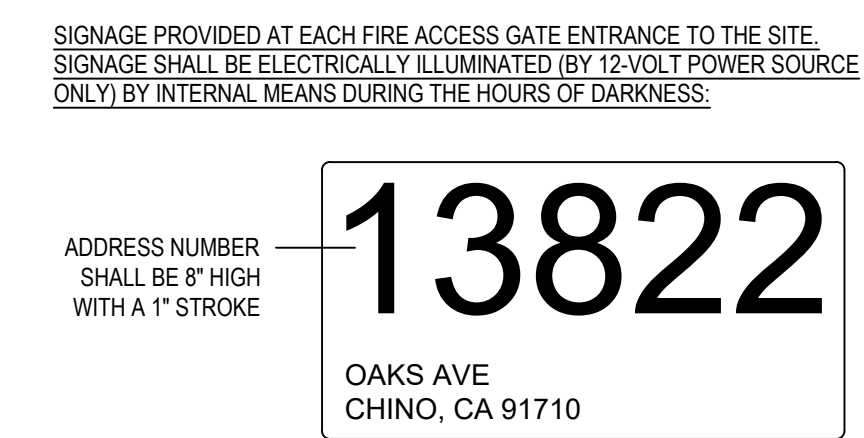 SIGNAGE PROVIDED AT EACH FIRE ACCESS GATE ENTRANCE TO THE SITE.
SIGNAGE SHALL BE ELECTRICALLY ILLUMINATED (BY 12-VOLT POWER SOURCE
ONLY) BY INTERNAL MEANS DURING THE HOURS OF DARKNESS:
ADDRESS NUMBER
SHALL BE 8" HIGH
WITH A 1" STROKE
13822
OAKS AVE
CHINO, CA 91710